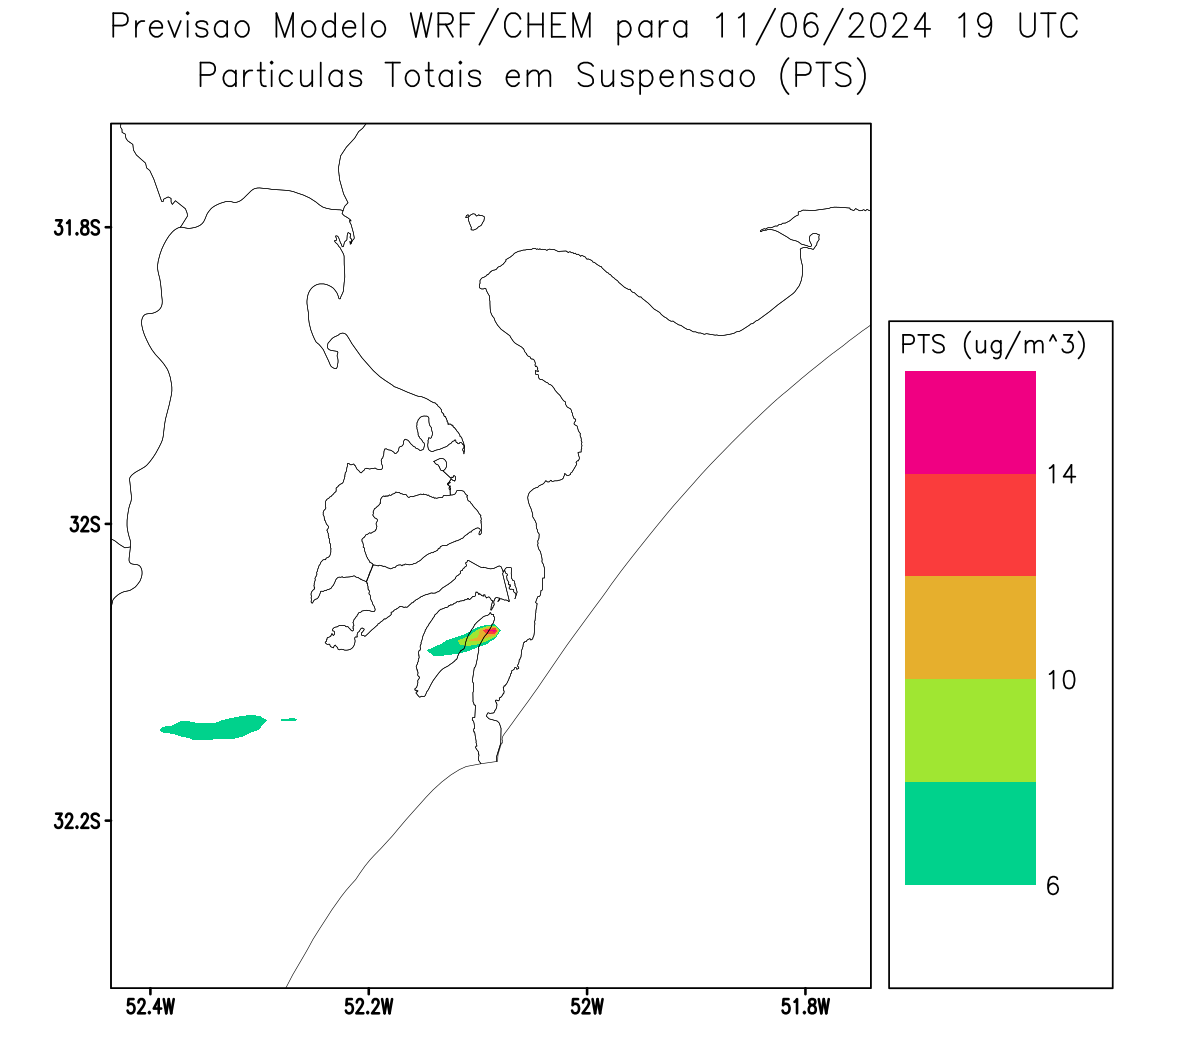 Previsao Modelo WRF/CHEM para 11/06/2024 19 UTC
Particulas Totais em Suspensao (PTS)
31.8S
32S
32.2S
52.4W
52.2W
52W
51.8W
PTS (ug/m^3)
14
10
6